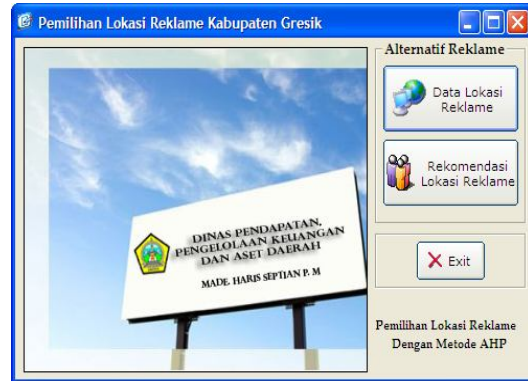 Pemilihan Lokasi Reklame Kabupaten Gresik
Alternatif Reklame
Data Lokasi
Reklame
Rekomendasi
Lokasi Reklame
Exit
Pemilihan Lokasi Reklame
Dengan Metode AHP
DINAS PENDAPATAN,
PENGELOLAAN KEUANGAN
DAN ASET DAERAH
MADE. HARIS SEPTIAN P. M